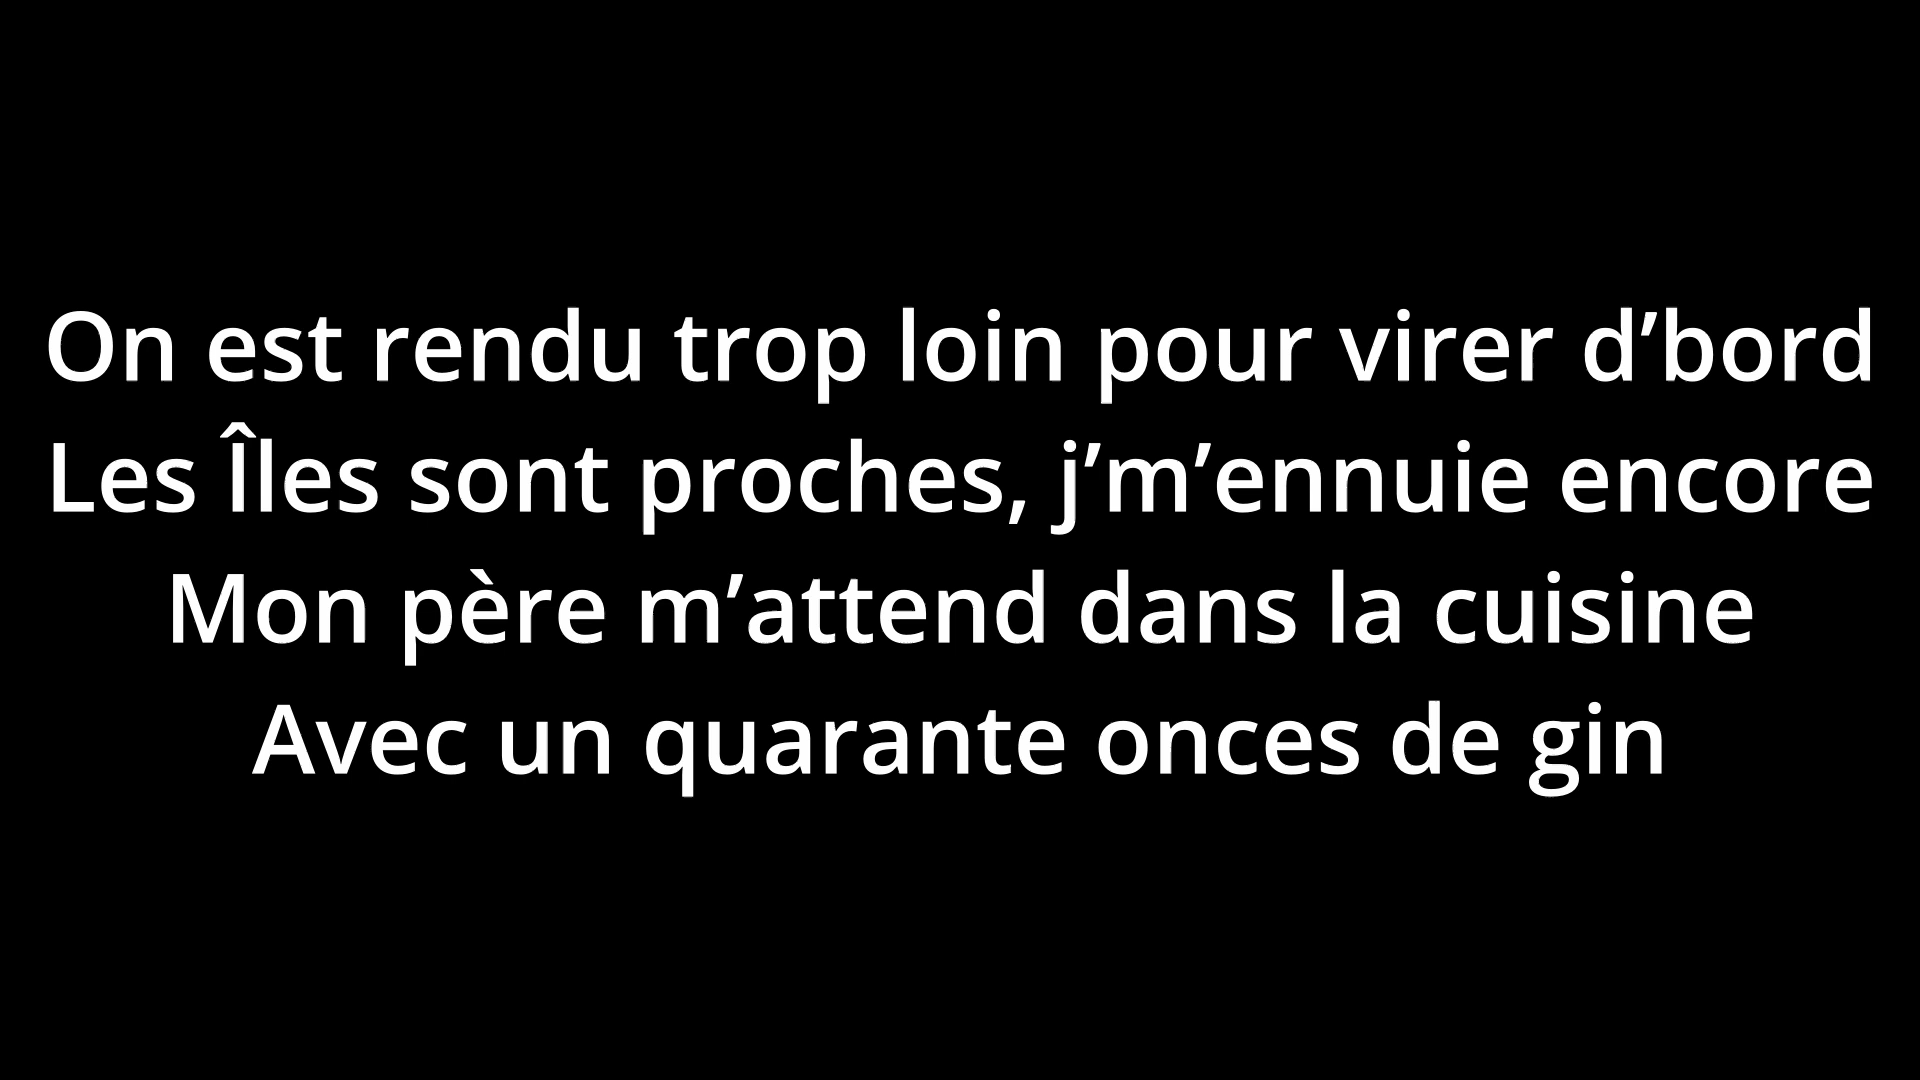 On est rendu trop loin pour virer d’bord
Les Îles sont proches, j’m’ennuie encore
Mon père m’attend dans la cuisine
Avec un quarante onces de gin